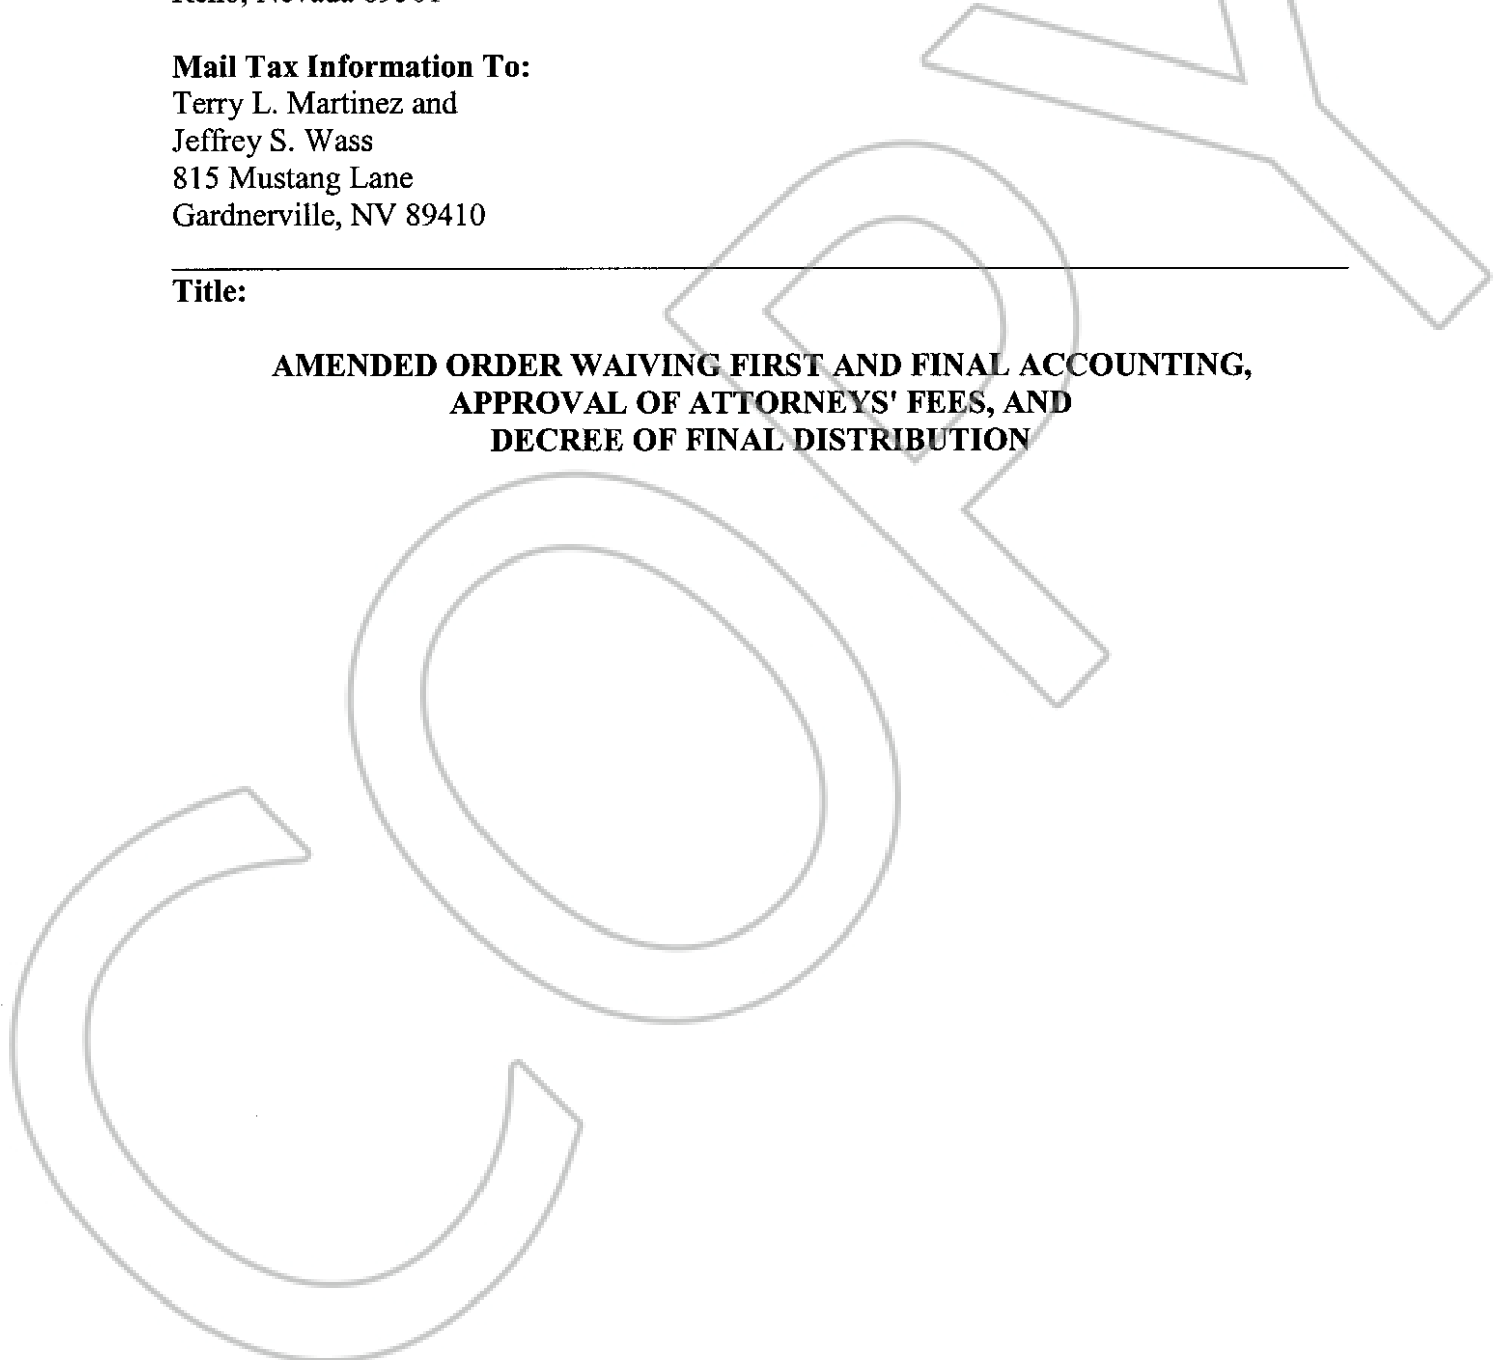 Mail Tax Information To:
Terry L. Martinez and
Jeffrey S. Wass
815 Mustang Lane
Gardnerville, NV 89410
Title:
AMENDED ORDER WAIVING FIRST AND FINAL ACCOUNTING,
APPROVAL OF ATTORNEYS' FEES, AND
DECREE OF FINAL DISTRIBUTION
COPY